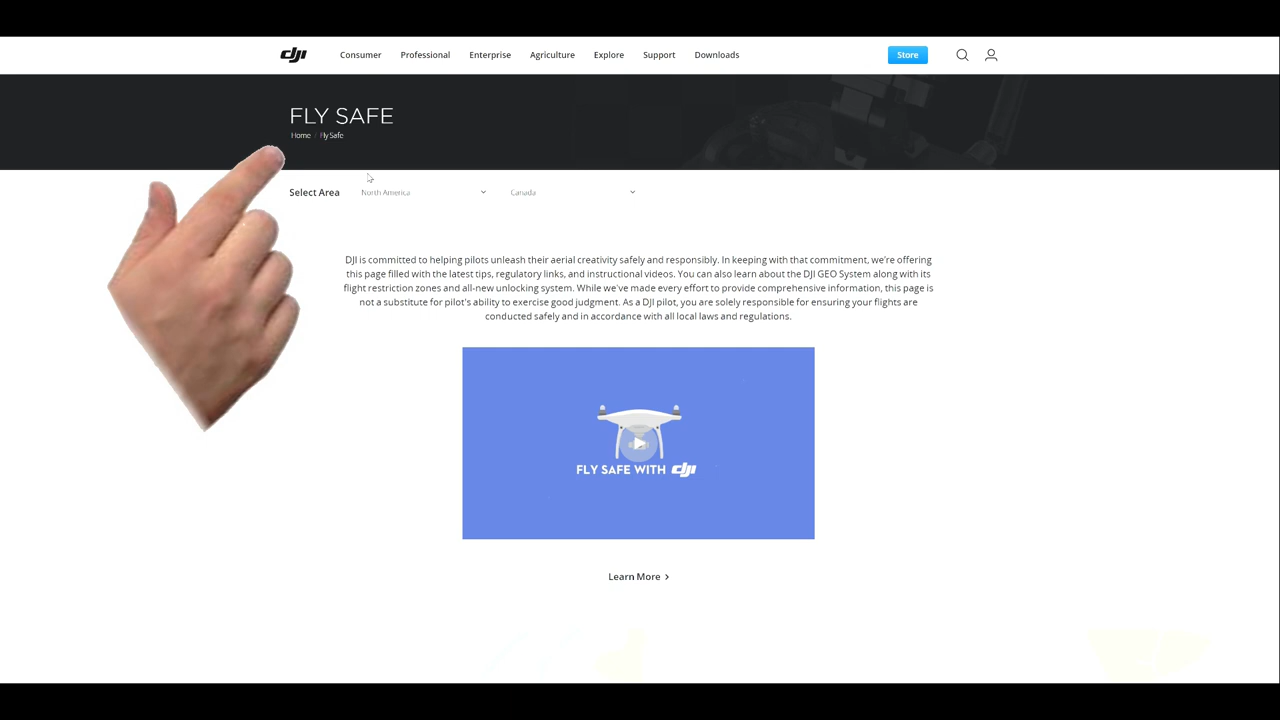 dji
Consumer Professional Enterprise Agriculture Explore Support Downloads Store
FLY SAFE
Home / Fly Safe
Select Area North America Canada
DJI is committed to helping pilots unleash their aerial creativity safely and responsibly. In keeping with that commitment, we're offering
this page filled with the latest tips, regulatory links, and instructional videos. You can also learn about the DJI GEO System along with its
flight restriction zones and all-new unlocking system. While we've made every effort to provide comprehensive information, this page is
not a substitute for pilot's ability to exercise good judgment. As a DJI pilot, you are solely responsible for ensuring your flights are
conducted safely and in accordance with all local laws and regulations.
FLY SAFE WITH dji
Learn More >